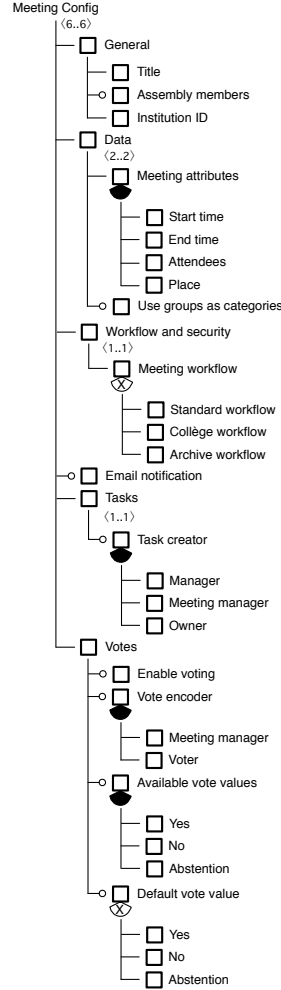 Meeting Config
⟨6..6⟩
General
Title
Assembly members
Institution ID
Data
⟨2..2⟩
Meeting attributes
Start time
End time
Attendees
Place
Use groups as categories
Workflow and security
⟨1..1⟩
Meeting workflow
X
Standard workflow
Collège workflow
Archive workflow
Email notification
Tasks
⟨1..1⟩
Task creator
Manager
Meeting manager
Owner
Votes
Enable voting
Vote encoder
Meeting manager
Voter
Available vote values
Yes
No
Abstention
Default vote value
X
Yes
No
Abstention